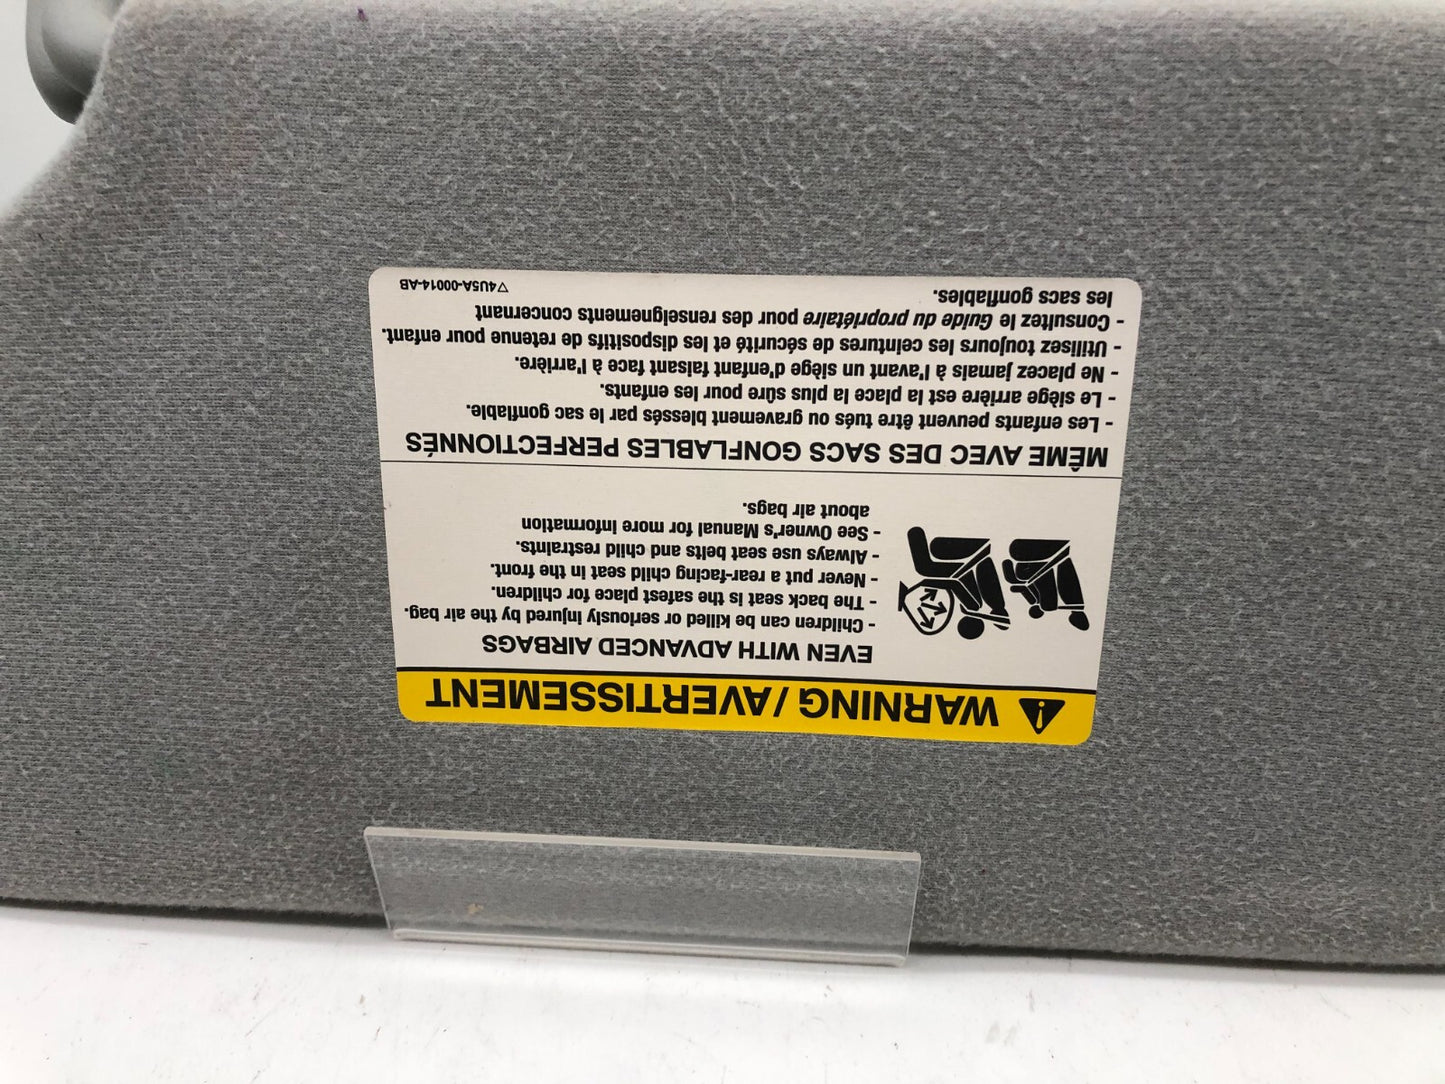 WARNING / AVERTISSEMENT
EVEN WITH ADVANCED AIRBAGS
- Children can be killed or seriously injured by the air bag.
- The back seat is the safest place for children.
- Never put a rear-facing child seat in the front.
- Always use seat belts and child restraints.
- See Owner's Manual for more information
about air bags.
MÊME AVEC DES SACS GONFLABLES PERFECTIONNÉS
- Les enfants peuvent être tués ou gravement blessés par le sac gonflable.
- Le siège arrière est la place la plus sûre pour les enfants.
- Ne placez jamais à l'avant un siège d'enfant faisant face à l'arrière.
- Utilisez toujours les ceintures de sécurité et les dispositifs de retenue pour enfant.
- Consultez le Guide du propriétaire pour des renseignements concernant
les sacs gonflables.
4U5A-00014-AB